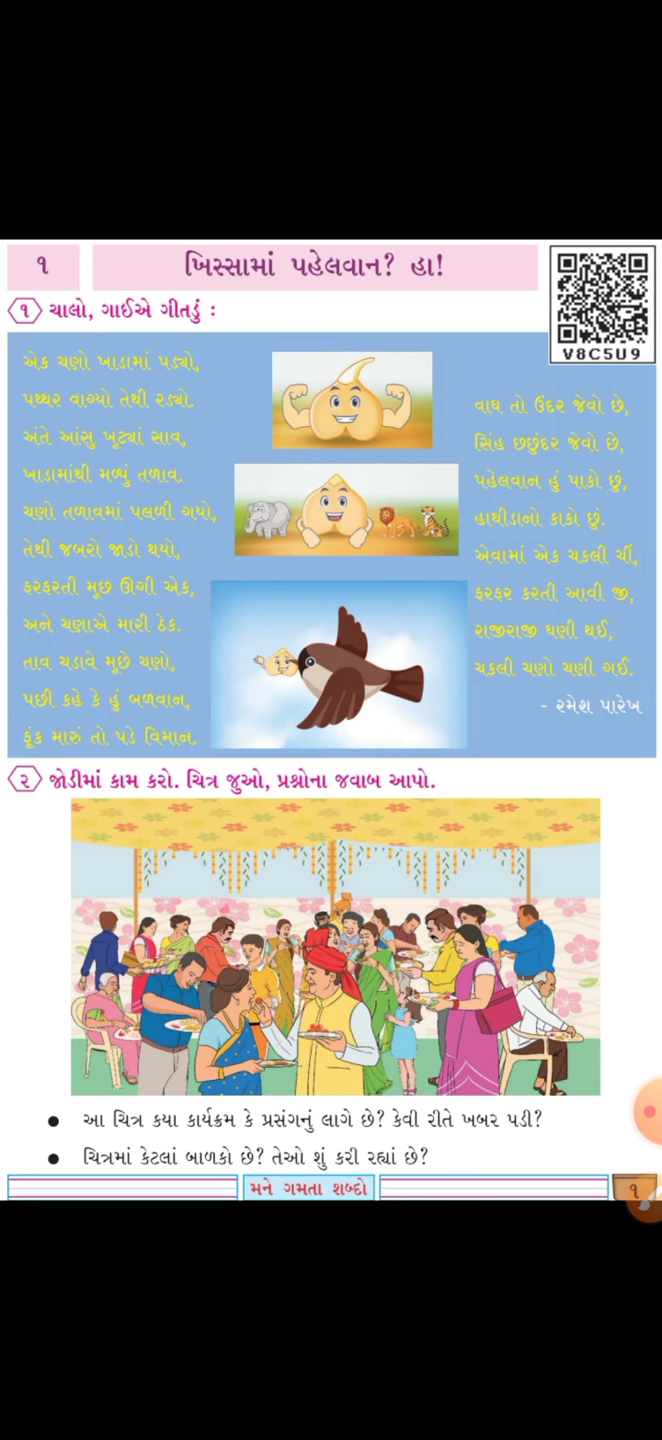 ૧
ખિસ્સામાં પહેલવાન? હા!
V8C5U9
૧ ચાલો, ગાઈએ ગીતડું :
એક ચણો ખાડામાં પડ્યો,
પથ્થર વાગ્યો તેથી રડ્યો.
અંતે આંસુ ખૂટ્યાં સાવ,
ખાડામાંથી મળ્યું તળાવ.
ચણો તળાવમાં પલળી ગયો,
તેથી જબરો જાડો થયો,
ફરફરતી મૂછ ઊગી એક,
અને ચણાએ મારી ઠેક.
તાવ ચડાવે મૂછે ચણો,
પછી કહે કે હું બળવાન,
ફૂંક મારું તો પડે વિમાન.
વાઘ તો ઉંદર જેવો છે,
સિંહ છછુંદર જેવો છે,
પહેલવાન હું પાકો છું,
હાથીડાનો કાકો છું.
એવામાં એક ચકલી ચીં,
ફરફર કરતી આવી જી,
રાજીરાજી ઘણી થઈ,
ચકલી ચણો ચણી ગઈ.
- રમેશ પારેખ
૨ જોડીમાં કામ કરો. ચિત્ર જુઓ, પ્રશ્નોના જવાબ આપો.
● આ ચિત્ર કયા કાર્યક્રમ કે પ્રસંગનું લાગે છે? કેવી રીતે ખબર પડી?
● ચિત્રમાં કેટલાં બાળકો છે? તેઓ શું કરી રહ્યાં છે?
મને ગમતા શબ્દો
૧